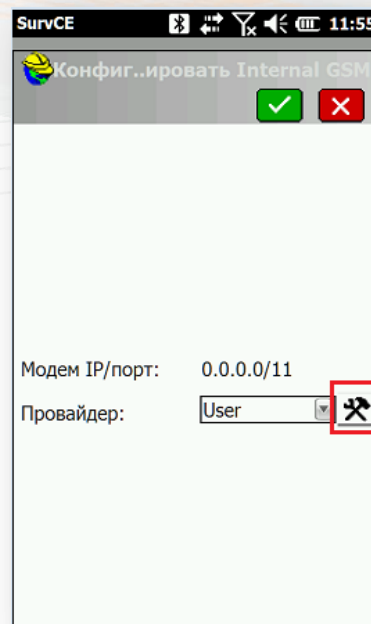 SurvCE 11:55
Конфиг..ировать Internal GSM
Модем IP/порт: 0.0.0.0/11
Провайдер: User